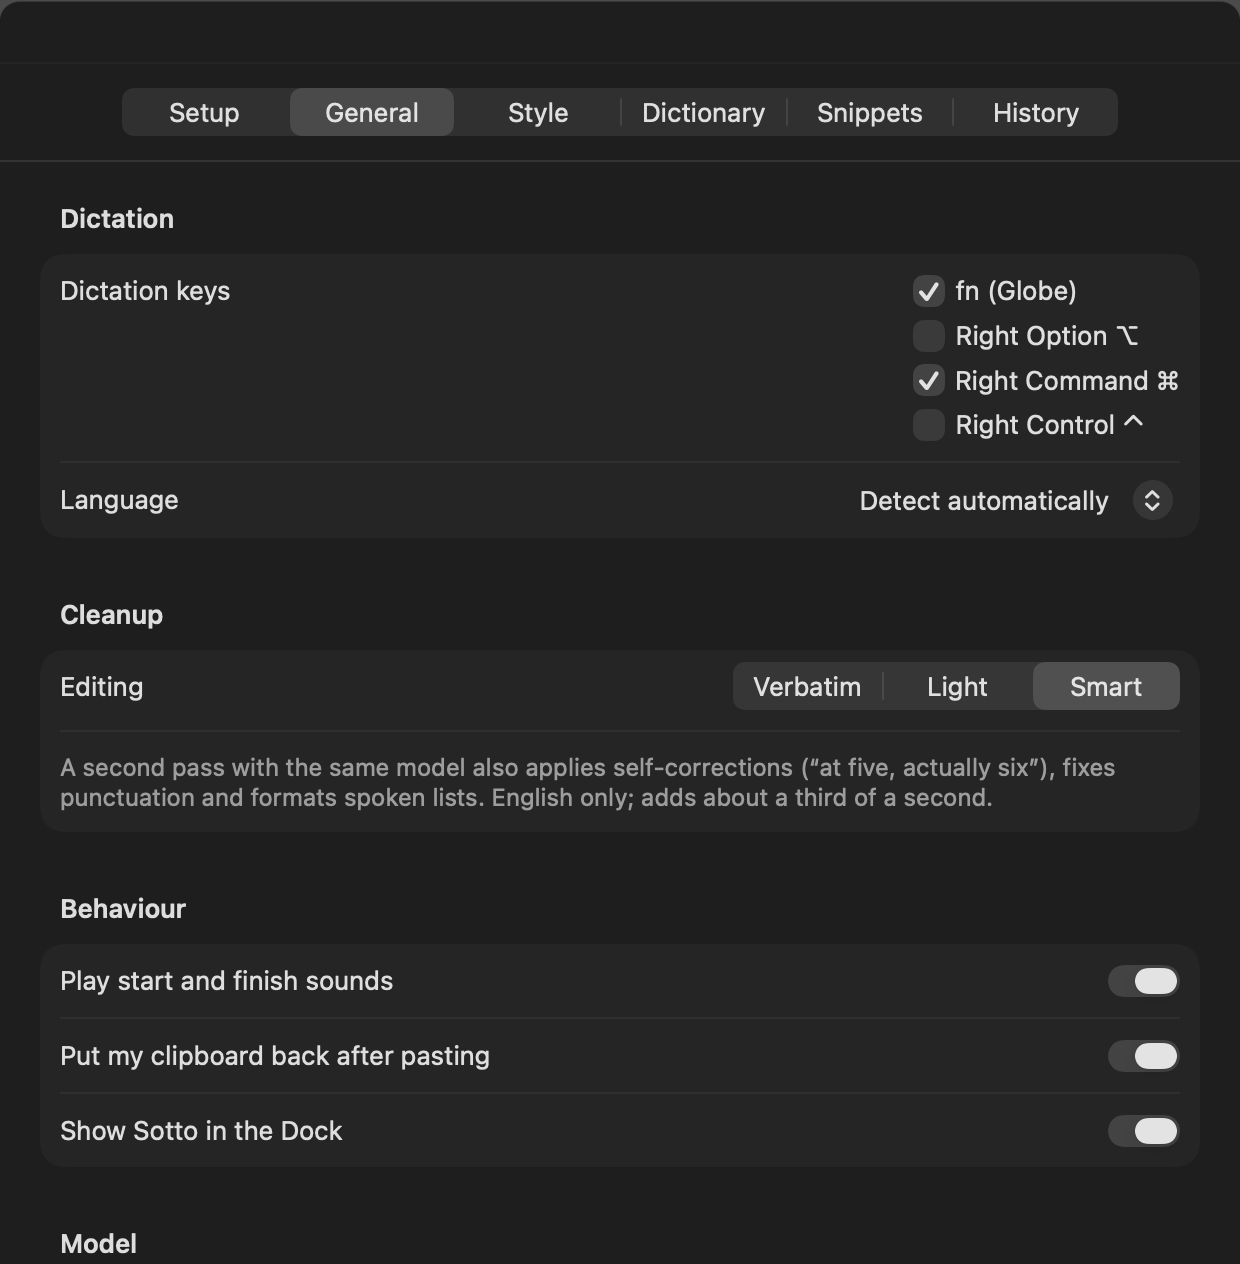 Setup General Style Dictionary Snippets History
Dictation
Dictation keys
fn (Globe)
Right Option ⌥
Right Command ⌘
Right Control ^
Language Detect automatically
Cleanup
Editing Verbatim Light Smart
A second pass with the same model also applies self-corrections (“at five, actually six”), fixes
punctuation and formats spoken lists. English only; adds about a third of a second.
Behaviour
Play start and finish sounds
Put my clipboard back after pasting
Show Sotto in the Dock
Model